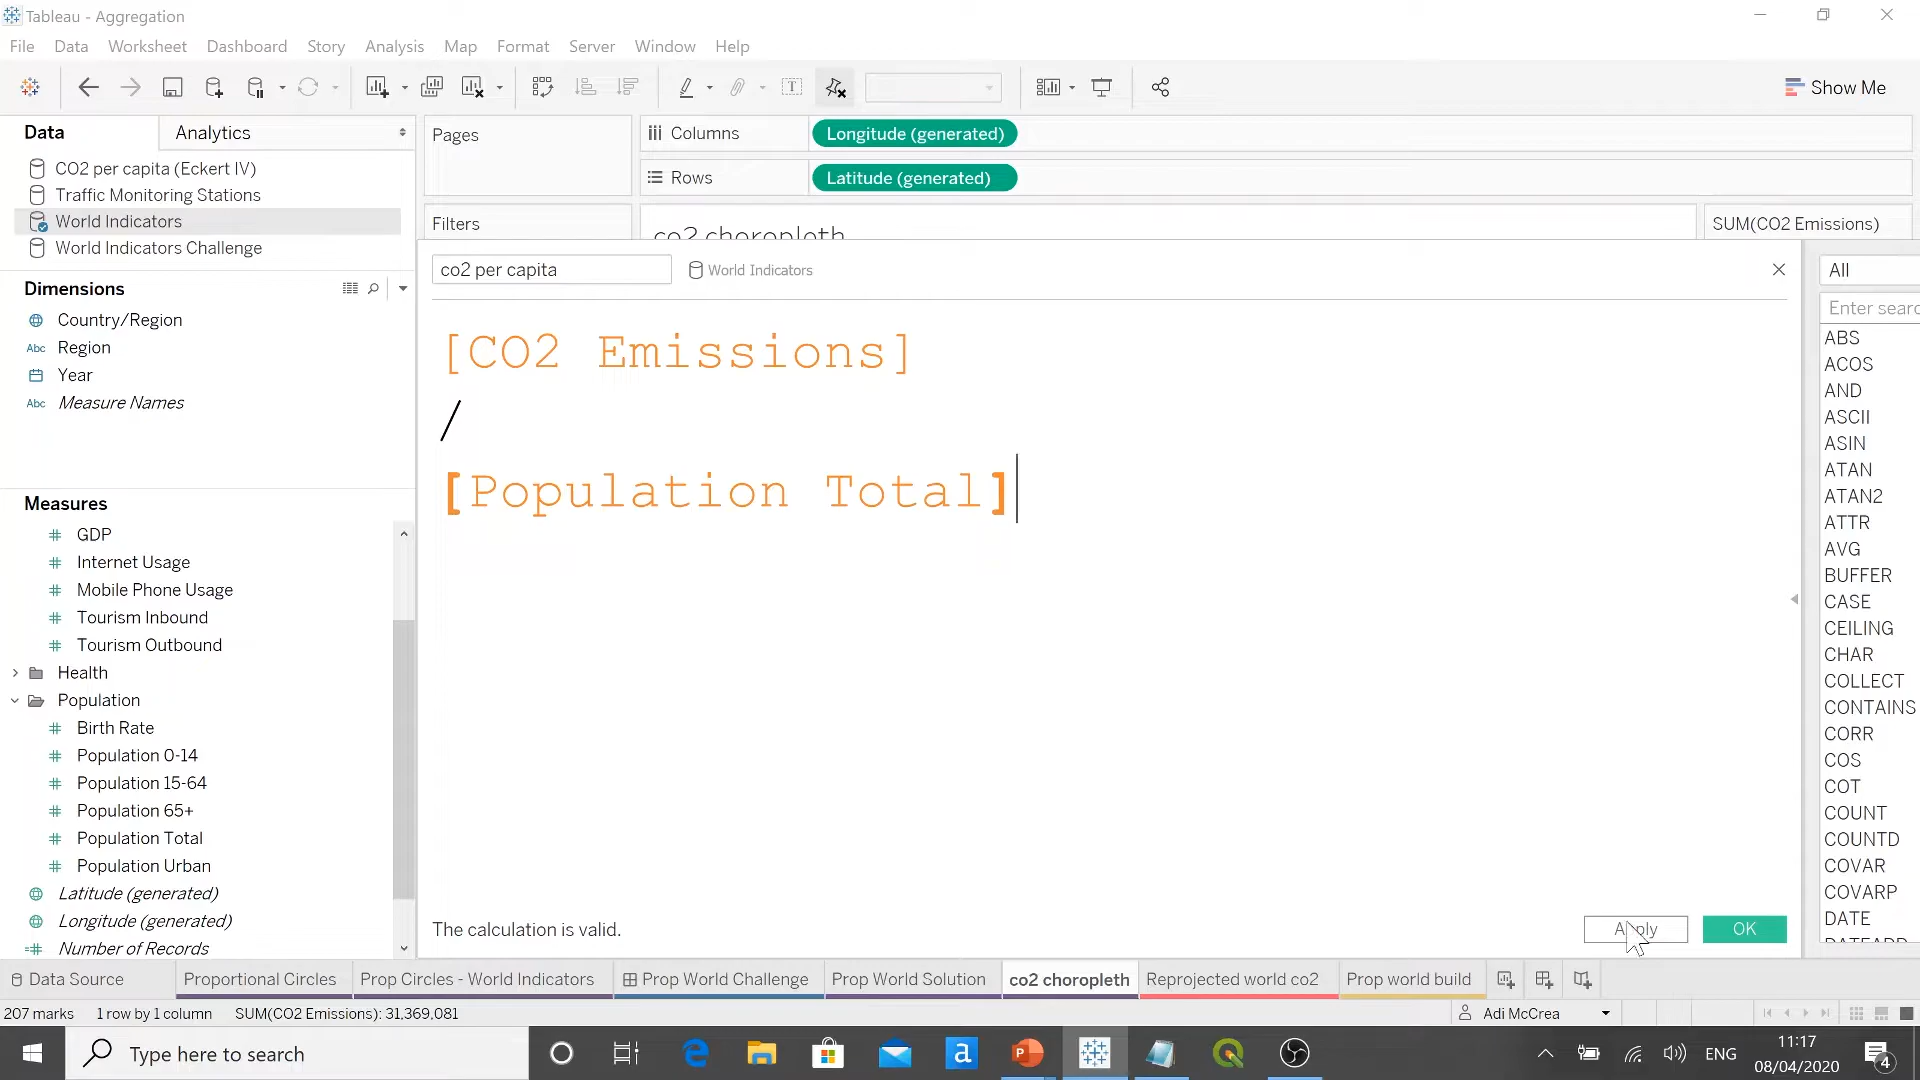 Tableau - Aggregation
File Data Worksheet Dashboard Story Analysis Map Format Server Window Help
Show Me
Data Analytics
CO2 per capita (Eckert IV)
Traffic Monitoring Stations
World Indicators
World Indicators Challenge
Dimensions
Country/Region
Abc Region
Year
Abc Measure Names
Measures
GDP
Internet Usage
Mobile Phone Usage
Tourism Inbound
Tourism Outbound
Health
Population
Birth Rate
Population 0-14
Population 15-64
Population 65+
Population Total
Population Urban
Latitude (generated)
Longitude (generated)
Number of Records
Pages
Filters
Columns Longitude (generated)
Rows Latitude (generated)
co2 choropleth
SUM(CO2 Emissions)
co2 per capita World Indicators
[CO2 Emissions]
/
[Population Total]
The calculation is valid.
Apply OK
All
Enter searc
ABS
ACOS
AND
ASCII
ASIN
ATAN
ATAN2
ATTR
AVG
BUFFER
CASE
CEILING
CHAR
COLLECT
CONTAINS
CORR
COS
COT
COUNT
COUNTD
COVAR
COVARP
DATE
DATEADD
Data Source Proportional Circles Prop Circles - World Indicators Prop World Challenge Prop World Solution co2 choropleth Reprojected world co2 Prop world build
207 marks 1 row by 1 column SUM(CO2 Emissions): 31,369,081 Adi McCrea
Type here to search
ENG
11:17
08/04/2020
4